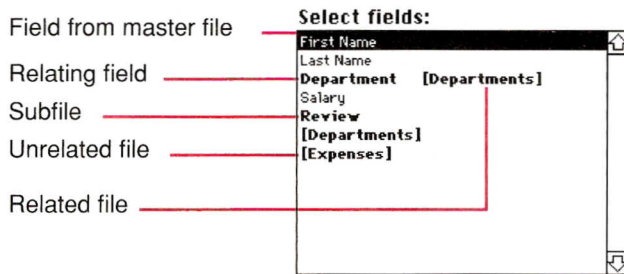 Select fields:
Field from master file
First Name
Last Name
Relating field
Department [Departments]
Salary
Subfile
Review
[Departments]
Unrelated file
[Expenses]
Related file